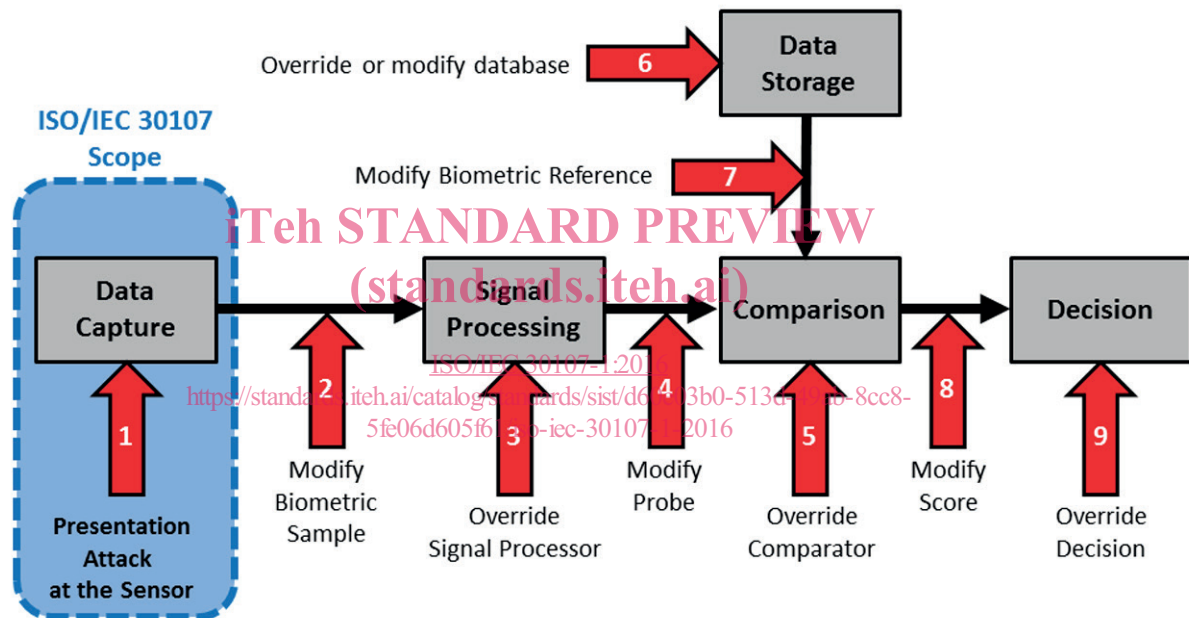 Data
Storage
Override or modify database
6
ISO/IEC 30107
Scope
Modify Biometric Reference
7
iTeh STANDARD PREVIEW
(standards.iteh.ai)
Data
Capture
Signal
Processing
Comparison
Decision
ISO/IEC 30107-1:2016
1
2
3
4
5
8
9
Presentation
Attack
at the Sensor
Modify
Biometric
Sample
Override
Signal Processor
Modify
Probe
Override
Comparator
Modify
Score
Override
Decision